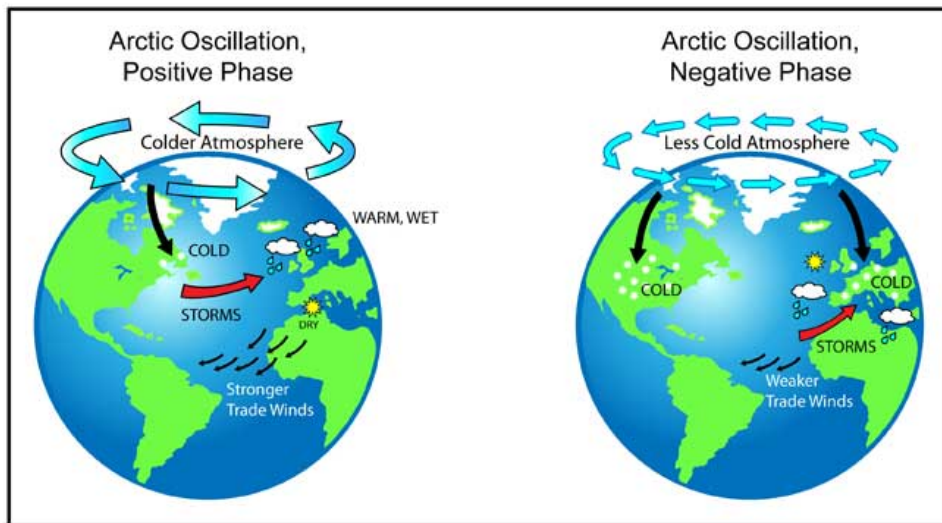 Arctic Oscillation,
Positive Phase
Colder Atmosphere
WARM, WET
COLD
STORMS
DRY
Stronger
Trade Winds
Arctic Oscillation,
Negative Phase
Less Cold Atmosphere
COLD
COLD
STORMS
Weaker
Trade Winds